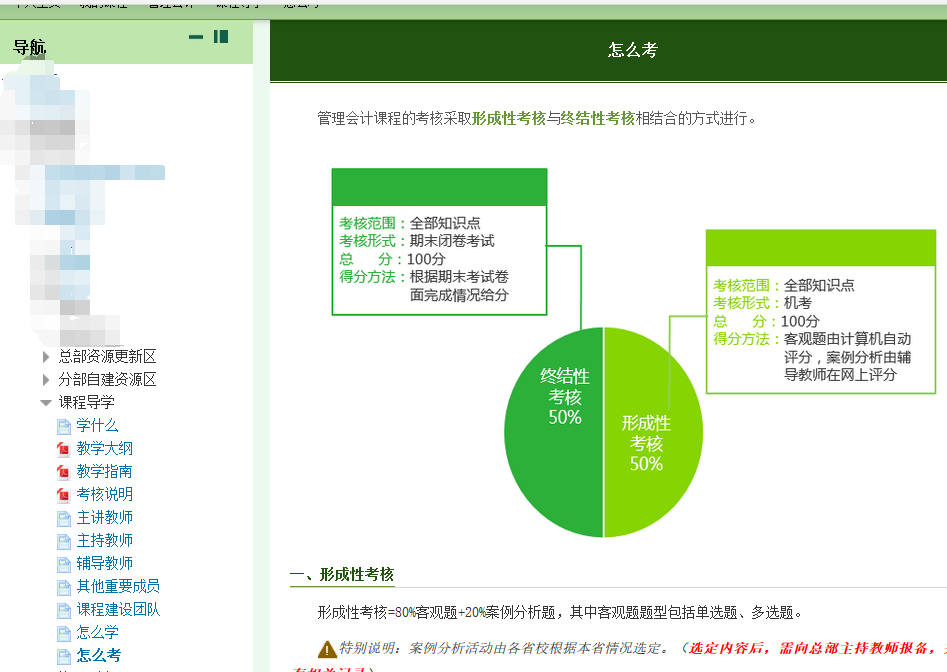 导航
总部资源更新区
分部自建资源区
课程导学
学什么
教学大纲
教学指南
考核说明
主讲教师
主持教师
辅导教师
其他重要成员
课程建设团队
怎么学
怎么考
怎么考
管理会计课程的考核采取形成性考核与终结性考核相结合的方式进行。
考核范围：全部知识点
考核形式：期末闭卷考试
总 分：100分
得分方法：根据期末考试卷
面完成情况给分
考核范围：全部知识点
考核形式：机考
总 分：100分
得分方法：客观题由计算机自动
评分，案例分析由辅
导教师在网上评分
终结性
考核
50%
形成性
考核
50%
一、形成性考核
形成性考核=80%客观题+20%案例分析题，其中客观题题型包括单选题、多选题。
特别说明：案例分析活动由各省校根据本省情况选定。（选定内容后，需向总部主持教师报备，